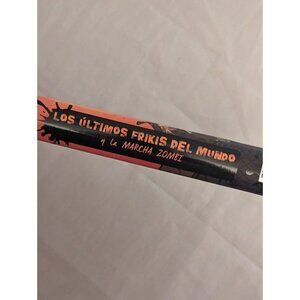 LOS ÚLTIMOS FRIKIS DEL MUNDO
y la MARCHA ZOMBI